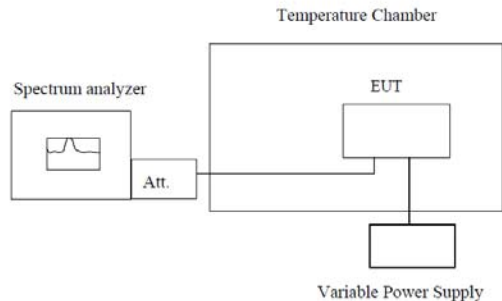 Temperature Chamber
Spectrum analyzer
EUT
Att.
Variable Power Supply